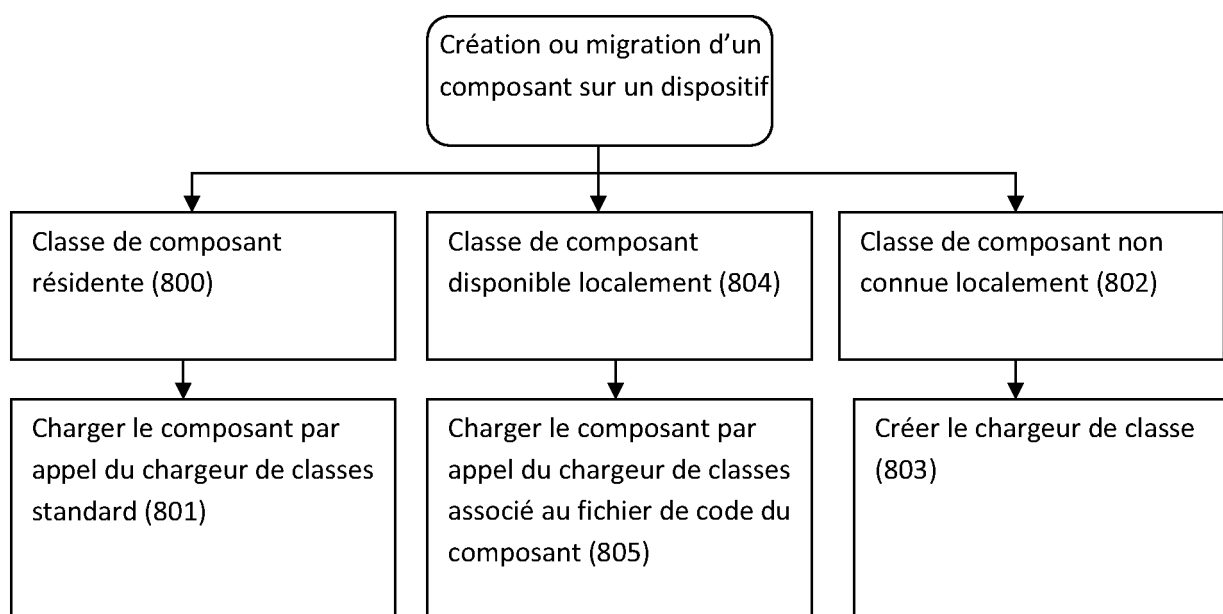 Création ou migration d’un
composant sur un dispositif
Classe de composant
résidente (800)
Classe de composant
disponible localement (804)
Classe de composant non
connue localement (802)
Charger le composant par
appel du chargeur de classes
standard (801)
Charger le composant par
appel du chargeur de classes
associé au fichier de code du
composant (805)
Créer le chargeur de classe
(803)